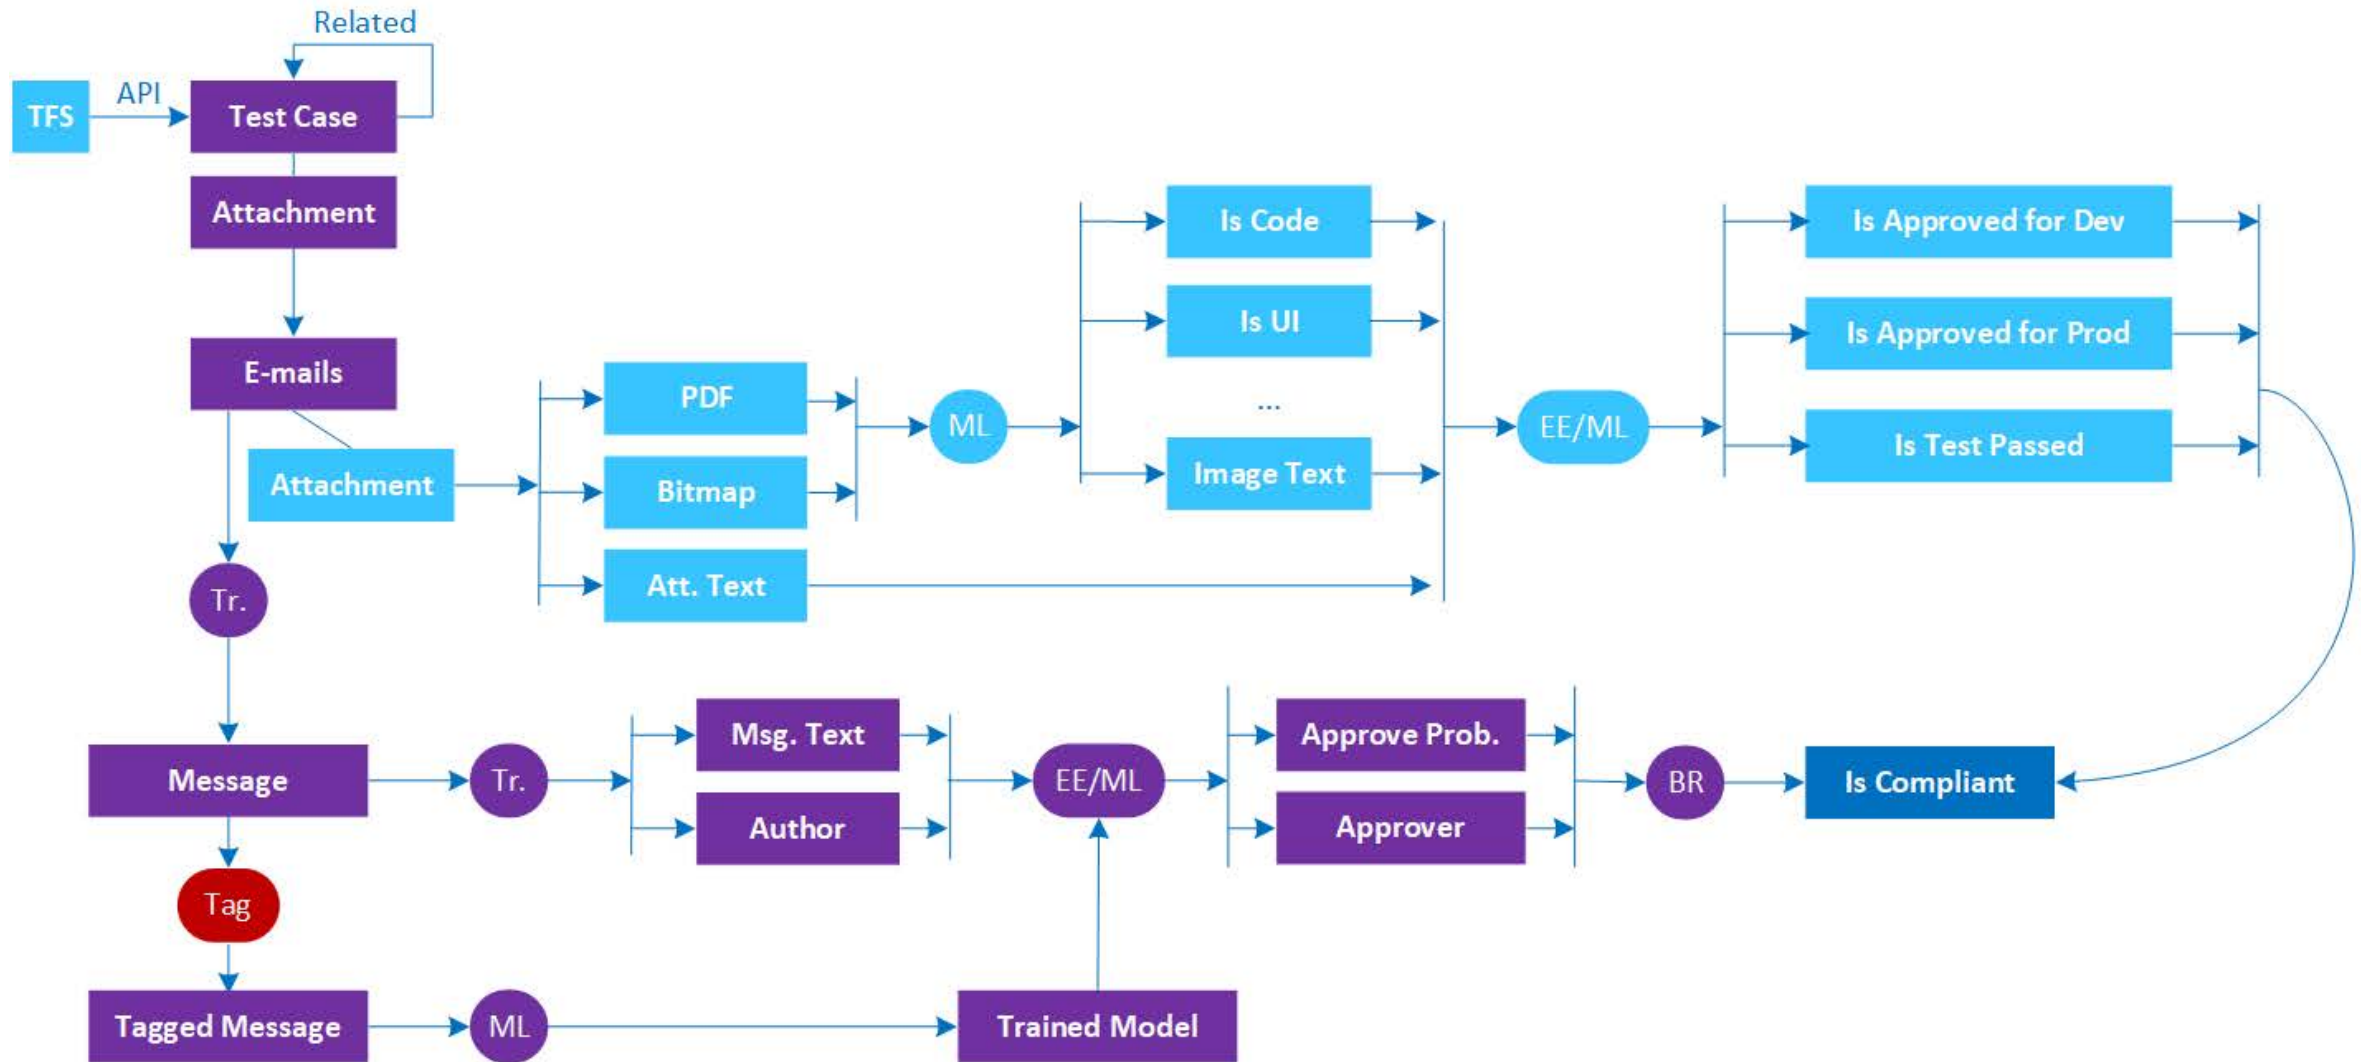 Related
TFS
API
Test Case
Attachment
Is Code
Is Approved for Dev
Is UI
Is Approved for Prod
E-mails
PDF
...
ML
EE/ML
Is Test Passed
Attachment
Bitmap
Image Text
Att. Text
Tr.
Msg. Text
Approve Prob.
Message
Tr.
EE/ML
BR
Is Compliant
Author
Approver
Tag
Tagged Message
ML
Trained Model